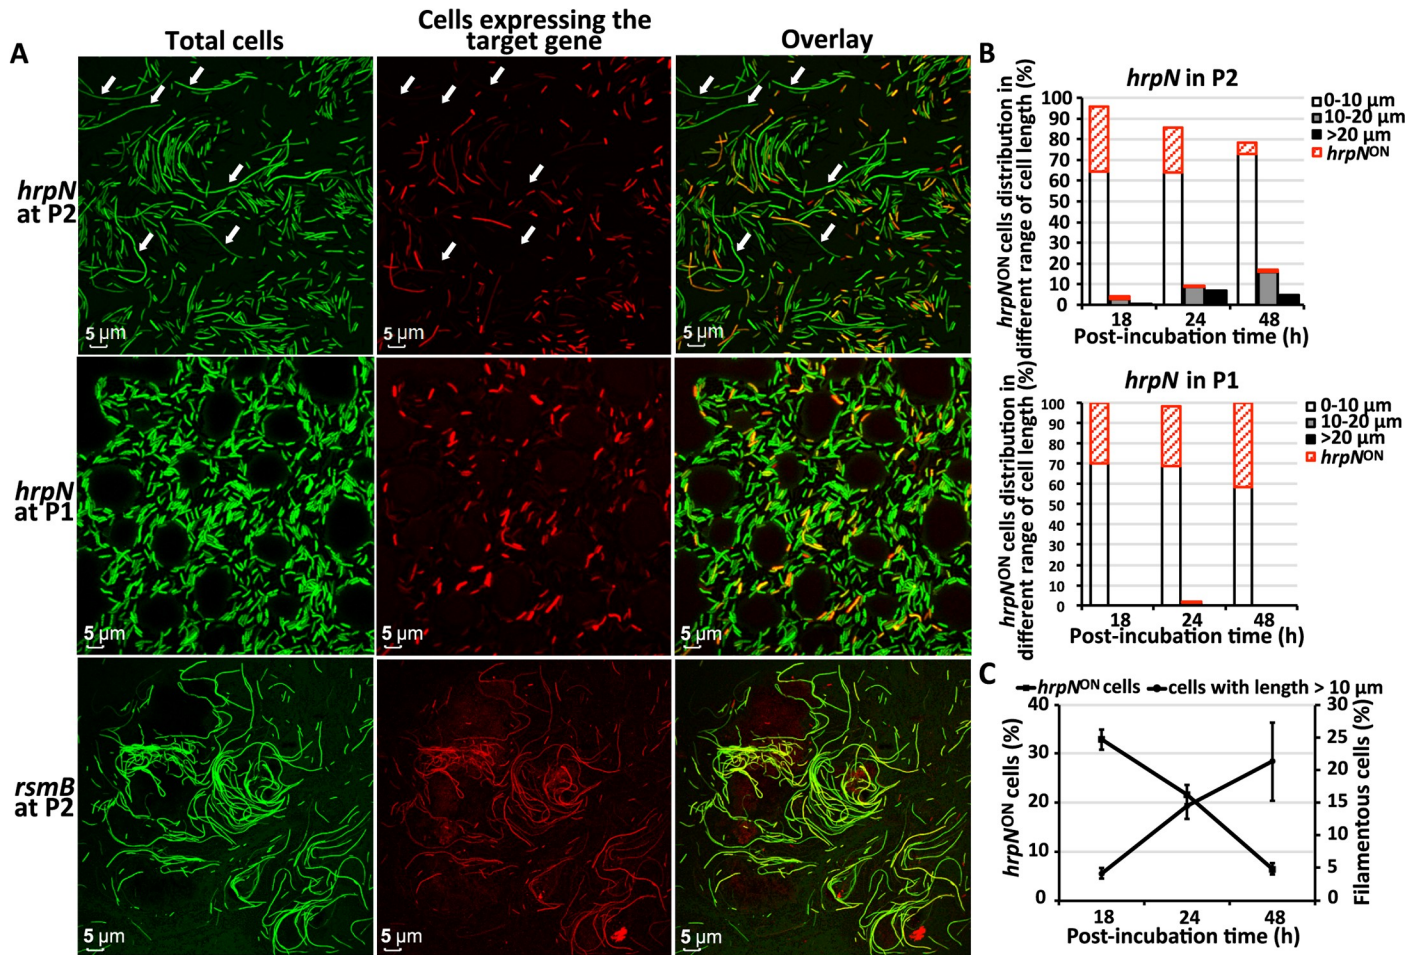 A
Total cells
Cells expressing the
target gene
Overlay
hrpN
at P2
5 µm
5 µm
5 µm
hrpN
at P1
5 µm
5 µm
5 µm
rsmB
at P2
5 µm
5 µm
5 µm
B
hrpN in P2
hrpNON cells distribution in
different range of cell length (%)
100
90
80
70
60
50
40
30
20
10
0
18
24
48
Post-incubation time (h)
0-10 µm
10-20 µm
>20 µm
hrpNON
hrpN in P1
hrpNON cells distribution in
different range of cell length (%)
100
90
80
70
60
50
40
30
20
10
0
18
24
48
Post-incubation time (h)
0-10 µm
10-20 µm
>20 µm
hrpNON
C
hrpNON cells
cells with length > 10 µm
hrpNON cells (%)
40
30
20
10
0
30
25
20
15
10
5
0
Filamentous cells (%)
18
24
48
Post-incubation time (h)